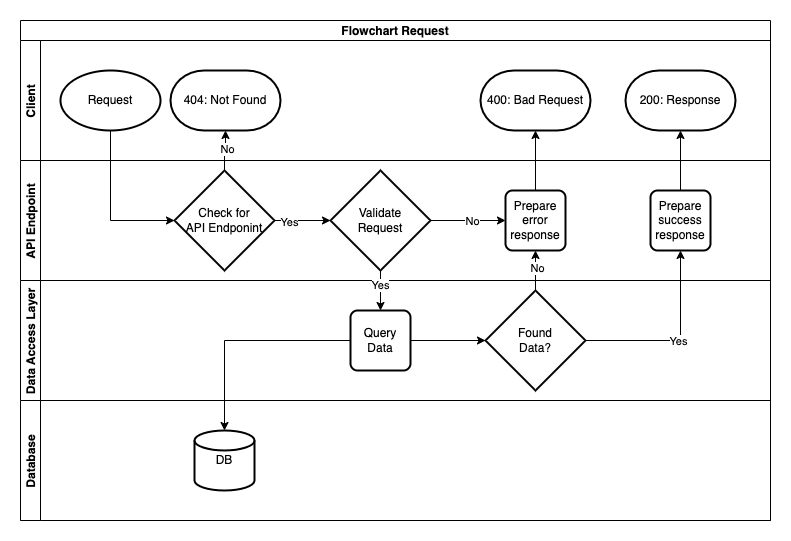 Flowchart Request
Client
Request
404: Not Found
400: Bad Request
200: Response
No
API Endpoint
Check for
API Endponint
Yes
Validate
Request
No
Prepare
error
response
Prepare
success
response
No
Yes
Data Access Layer
Query
Data
Found
Data?
Yes
Database
DB